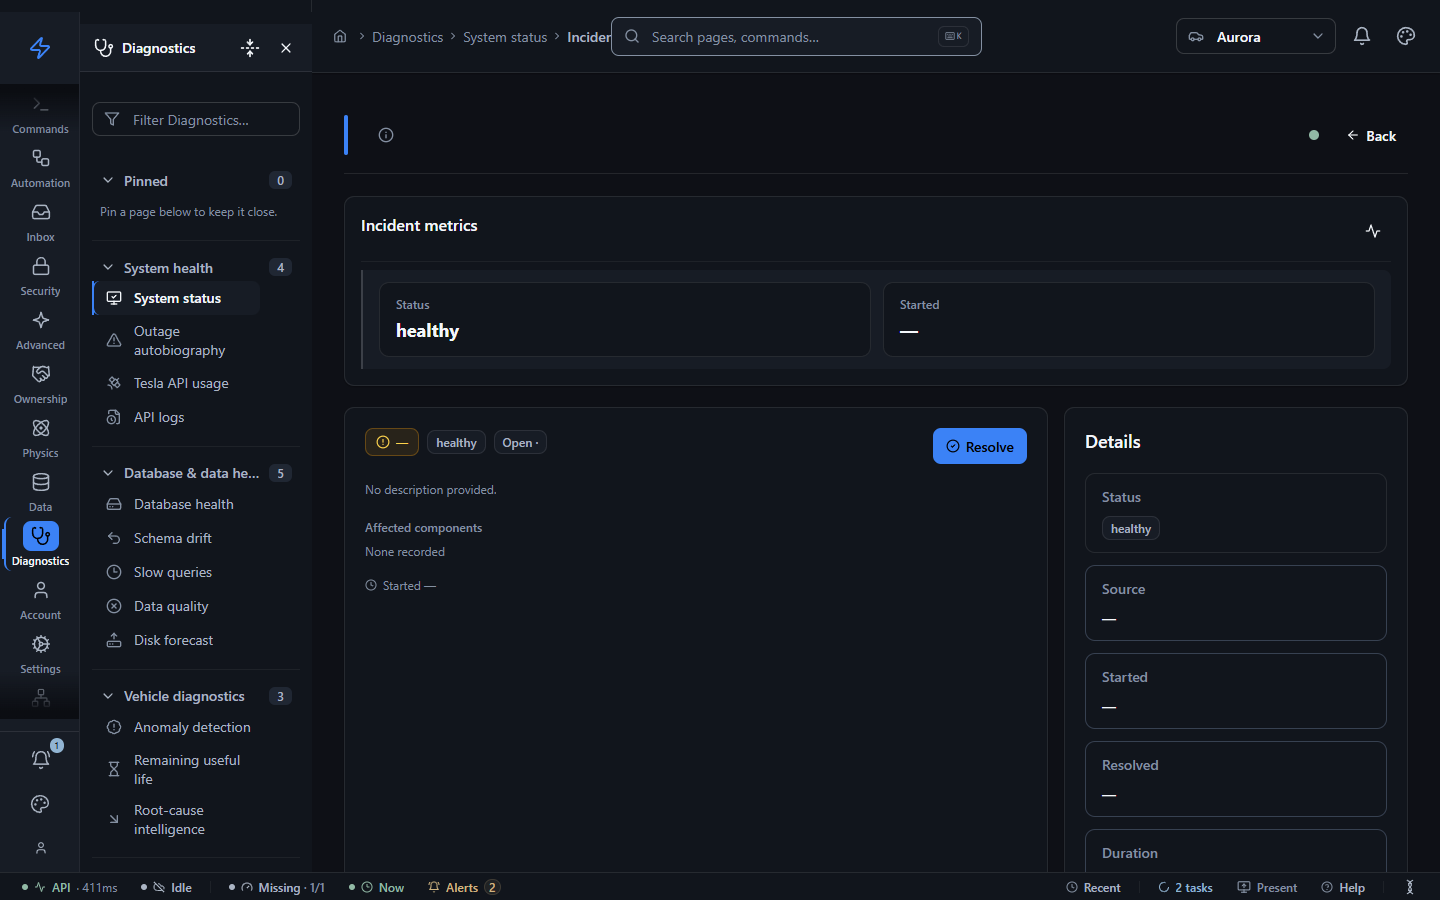 Diagnostics
Diagnostics
System status
Inciden
Search pages, commands...
K
Aurora
Commands
Automation
Inbox
Security
Advanced
Ownership
Physics
Data
Diagnostics
Account
Settings
1
Filter Diagnostics...
Pinned
0
Pin a page below to keep it close.
System health
4
System status
Outage
autobiography
Tesla API usage
API logs
Database & data he...
5
Database health
Schema drift
Slow queries
Data quality
Disk forecast
Vehicle diagnostics
3
Anomaly detection
Remaining useful
life
Root-cause
intelligence
Back
Incident metrics
Status
healthy
Started
—
—
healthy
Open ·
Resolve
No description provided.
Affected components
None recorded
Started —
Details
Status
healthy
Source
—
Started
—
Resolved
—
Duration
API · 411ms
Idle
Missing · 1/1
Now
Alerts 2
Recent
2 tasks
Present
Help